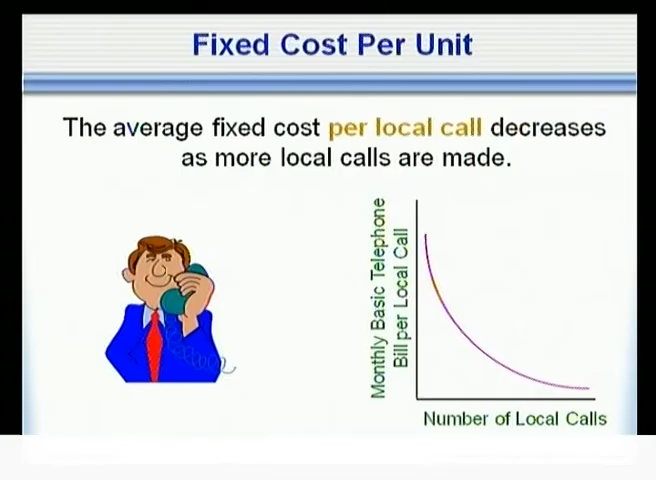 Fixed Cost Per Unit
The average fixed cost per local call decreases
as more local calls are made.
Monthly Basic Telephone
Bill per Local Call
Number of Local Calls